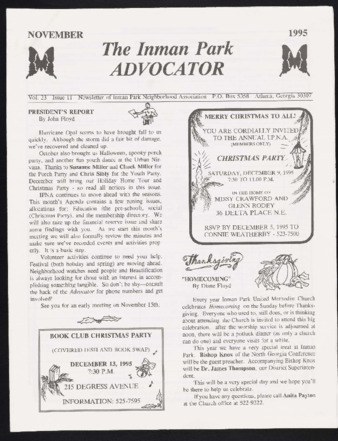 NOVEMBER
1995
The Inman Park
ADVOCATOR
Vol. 23 Issue 11 Newsletter of Inman Park Neighborhood Association P.O. Box 5358 Atlanta, Georgia 30307
PRESIDENT'S REPORT
By John Floyd
Hurricane Opal seems to have brought fall to us
quickly. Although the storm did a fair bit of damage,
we've recovered and cleaned up.
October also brought us Halloween, spooky porch
party, and another fun youth dance at the Urban Nir-
vana. Thanks to Suzanne Miller and Chuck Miller for
the Porch Party and Chris Sibly for the Youth Party.
December will bring our Holiday Home Tour and
Christmas Party - so read all notices in this issue.
IPNA continues to move ahead with the seasons.
This month's Agenda contains a few zoning issues,
allocations for: Education (the pre-school), social
(Christmas Party), and the membership directory. We
will also take up the financial reserve issue and share
some findings with you. As we start this month's
meeting we will also formally review the minutes and
make sure we've recorded events and activities prop-
erly. It's a basic step.
Volunteer activities continue to need your help.
Festival (both holiday and spring) are moving ahead.
Neighborhood watches need people and Beautification
is always looking for those with an interest in accom-
plishing something tangible. So don't be shy-consult
the back of the Advocator for phone numbers and get
involved!
See you for an early meeting on November 15th.
BOOK CLUB CHRISTMAS PARTY
(COVERED DISH AND BOOK SWAP)
DECEMBER 13, 1995
7:30 P.M.
215 DEGRESS AVENUE
INFORMATION: 525-7595
MERRY CHRISTMAS TO ALL!
YOU ARE CORDIALLY INVITED
TO THE ANNUAL I.P.N.A.
(MEMBERS ONLY)
CHRISTMAS PARTY
SATURDAY, DECEMBER 9, 1995
7:30 TO 11:00 P.M.
IN THE HOME OF
MISSY CRAWFORD AND
GLENN RODEY
36 DELTA PLACE N.E.
RSVP BY DECEMBER 5, 1995 TO
CONNIE WEATHERBY - 523-7500
Thanksgiving
"HOMECOMING"
By Diane Floyd
Every year Inman Park United Methodist Church
celebrates Homecoming on the Sunday before Thanks-
giving. Everyone who used to, still does, or is thinking
about attending the Church is invited to attend this big
celebration. after the worship service is adjourned at
noon, there will be a potluck dinner (as only a church
can do one) and everyone visits for a while.
This year we have a very special treat at Inman
Park. Bishop Knox of the North Georgia Conference
will be the guest preacher. Accompanying Bishop Knox
will be Dr. James Thompson, our District Superinten-
dent.
This will be a very special day and we hope you'll
be there to help us celebrate.
If you have any questions, please call Anita Payne
at the Church office at 522-9322.